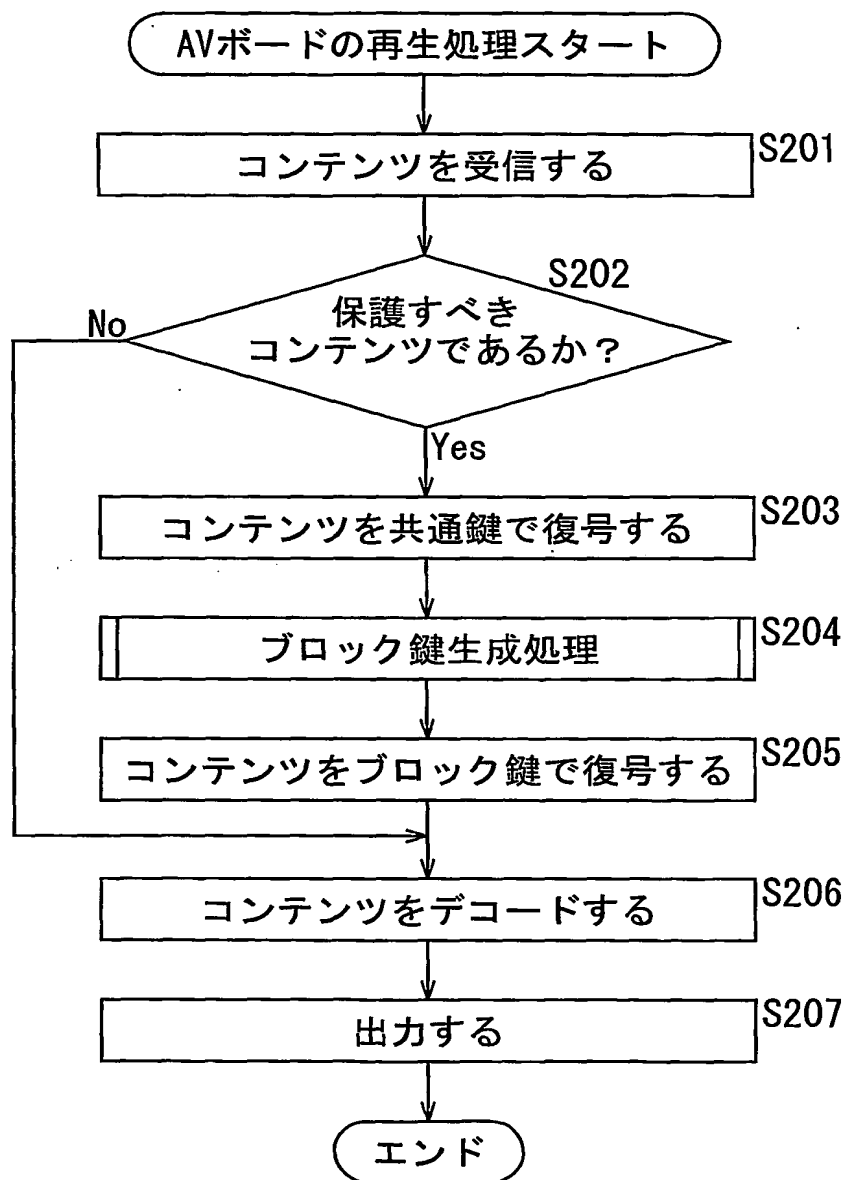 AVボードの再生処理スタート
コンテンツを受信する
S201
S202
保護すべき
コンテンツであるか？
No
Yes
コンテンツを共通鍵で復号する
S203
ブロック鍵生成処理
S204
コンテンツをブロック鍵で復号する
S205
コンテンツをデコードする
S206
出力する
S207
エンド